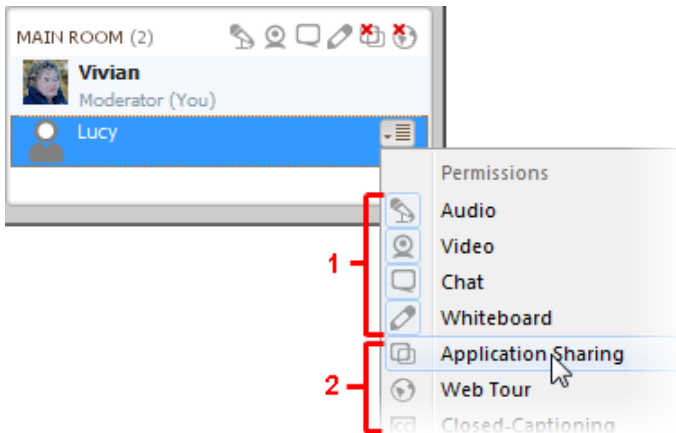 MAIN ROOM (2)
Vivian
Moderator (You)
Lucy
Permissions
Audio
Video
1
Chat
Whiteboard
Application Sharing
2
Web Tour
CC Closed-Captioning